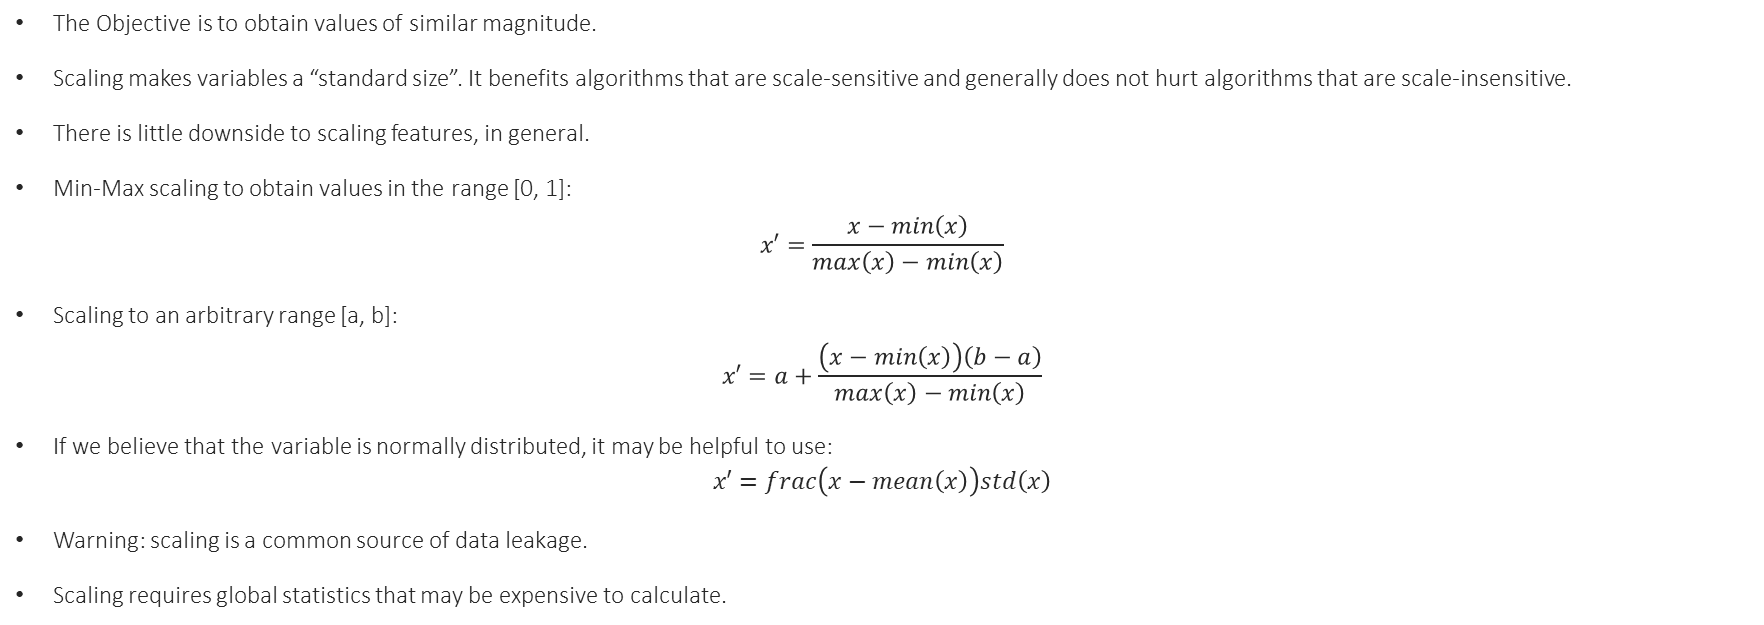 • The Objective is to obtain values of similar magnitude.
• Scaling makes variables a “standard size”. It benefits algorithms that are scale-sensitive and generally does not hurt algorithms that are scale-insensitive.
• There is little downside to scaling features, in general.
• Min-Max scaling to obtain values in the range [0, 1]:
x′ = \frac{x − min(x)}{max(x) − min(x)}
• Scaling to an arbitrary range [a, b]:
x′ = a + \frac{(x − min(x))(b − a)}{max(x) − min(x)}
• If we believe that the variable is normally distributed, it may be helpful to use:
x′ = frac(x − mean(x))std(x)
• Warning: scaling is a common source of data leakage.
• Scaling requires global statistics that may be expensive to calculate.